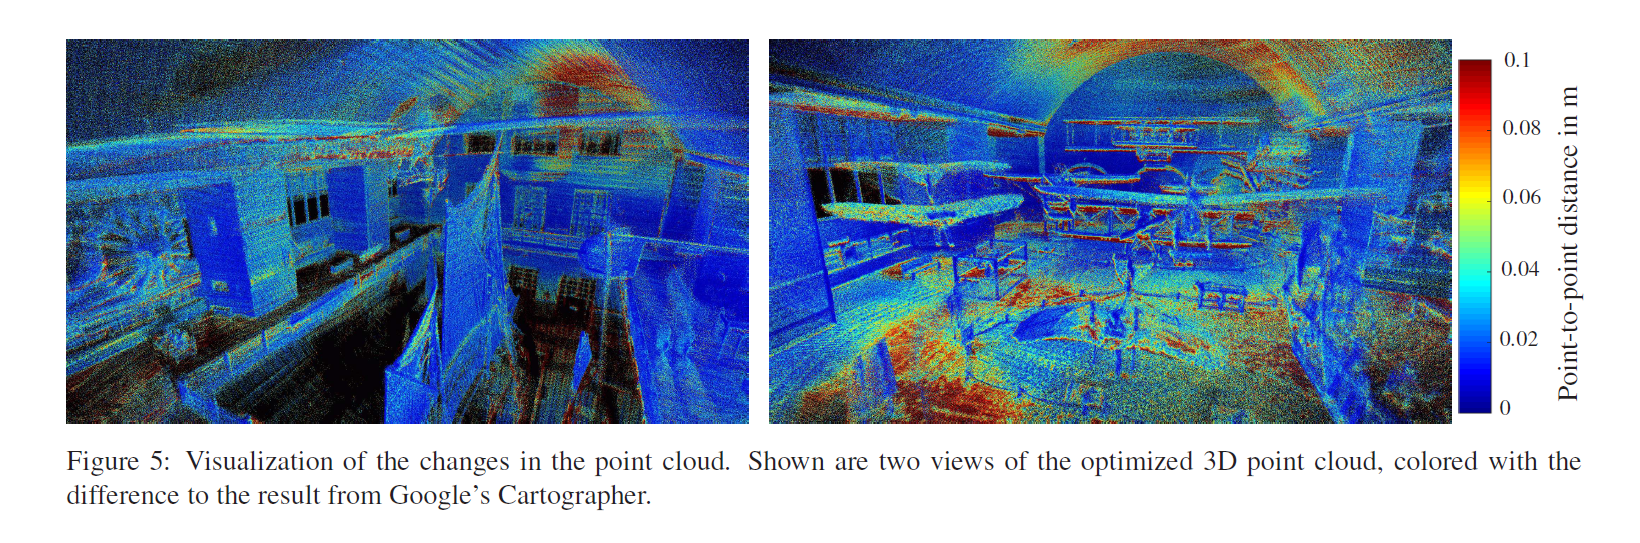 0.1
0.08
0.06
0.04
0.02
0
Point-to-point distance in m
Figure 5: Visualization of the changes in the point cloud. Shown are two views of the optimized 3D point cloud, colored with the
difference to the result from Google’s Cartographer.